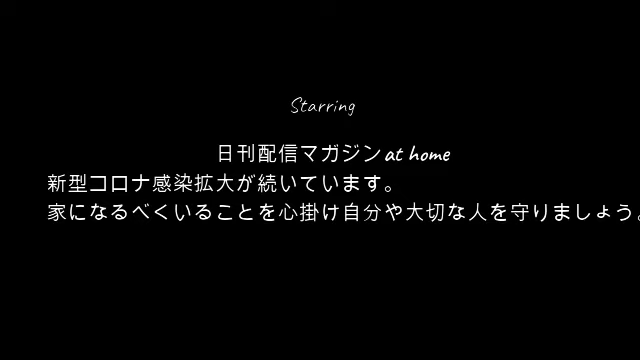 Starring
日刊配信マガジンat home
新型コロナ感染拡大が続いています。
家になるべくいることを心掛け自分や大切な人を守りましょう。